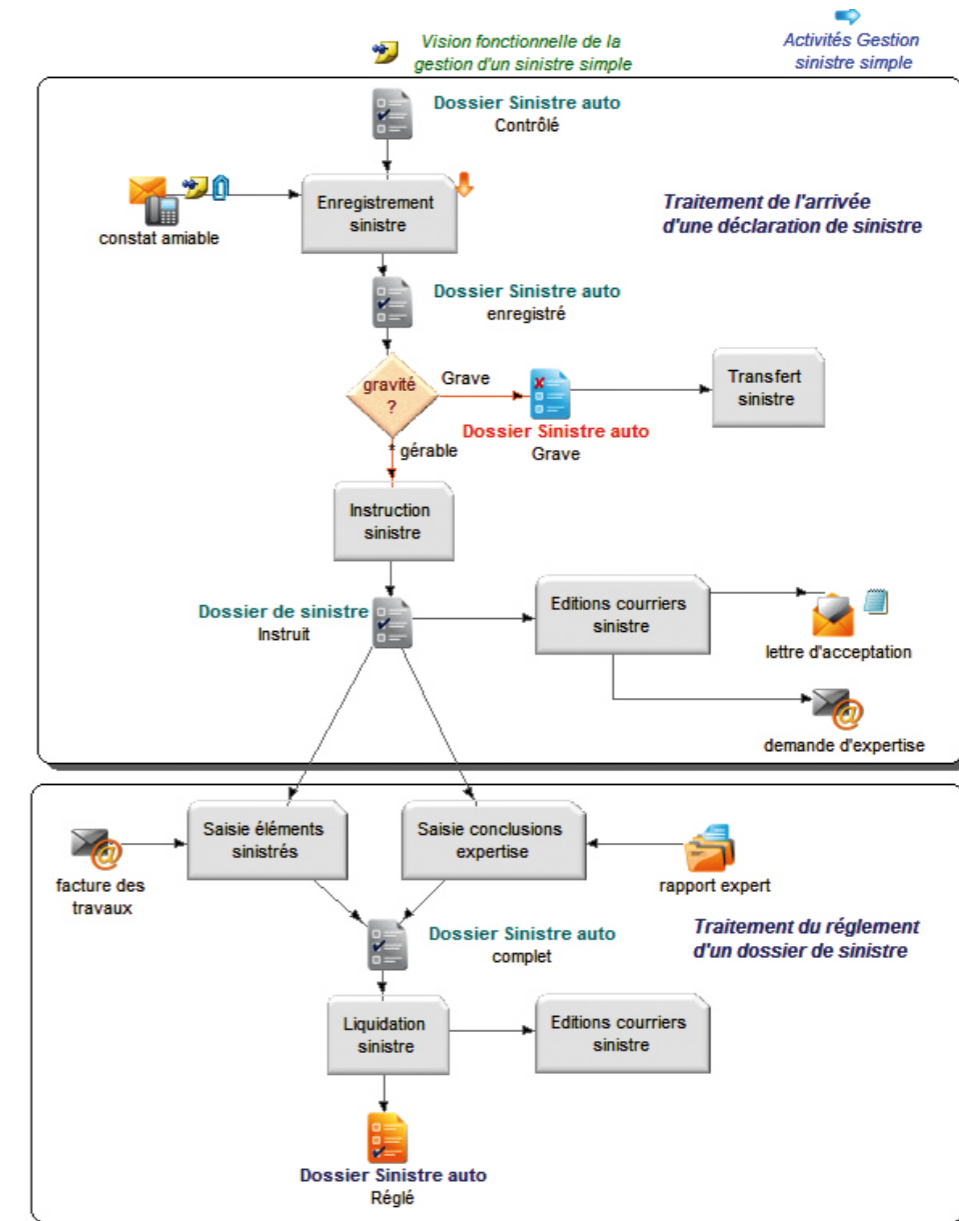 Vision fonctionnelle de la
gestion d'un sinistre simple
Activités Gestion
sinistre simple
Dossier Sinistre auto
Contrôlé
constat amiable
Enregistrement
sinistre
Traitement de l'arrivée
d'une déclaration de sinistre
Dossier Sinistre auto
enregistré
gravité
?
Grave
Dossier Sinistre auto
Grave
Transfert
sinistre
* gérable
Instruction
sinistre
Dossier de sinistre
Instruit
Editions courriers
sinistre
lettre d'acceptation
demande d'expertise
Saisie éléments
sinistrés
Saisie conclusions
expertise
facture des
travaux
rapport expert
Dossier Sinistre auto
complet
Traitement du réglement
d'un dossier de sinistre
Liquidation
sinistre
Editions courriers
sinistre
Dossier Sinistre auto
Réglé